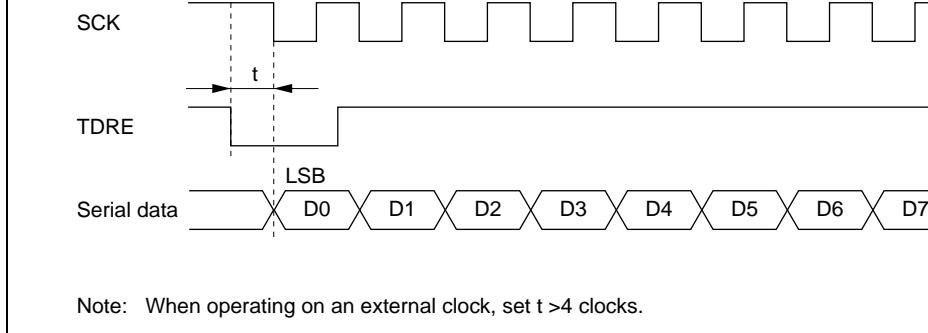 SCK
t
TDRE
LSB
Serial data D0 D1 D2 D3 D4 D5 D6 D7
Note: When operating on an external clock, set t >4 clocks.